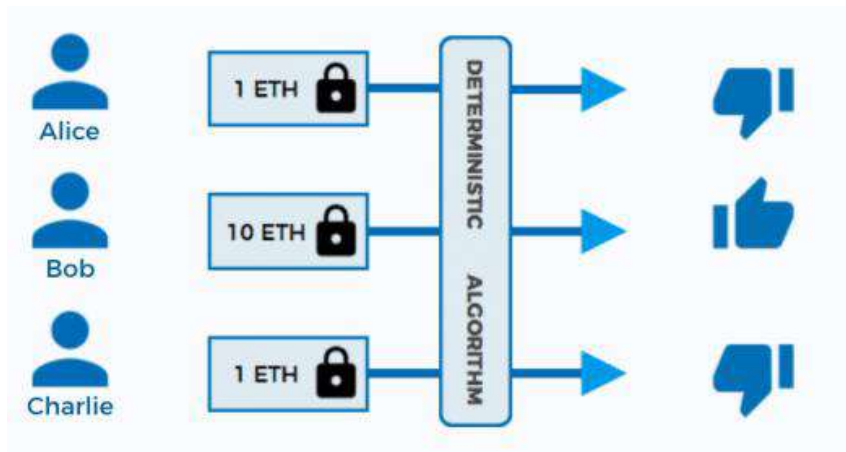 Alice
1 ETH
Bob
10 ETH
Charlie
1 ETH
DETERMINISTIC ALGORITHM